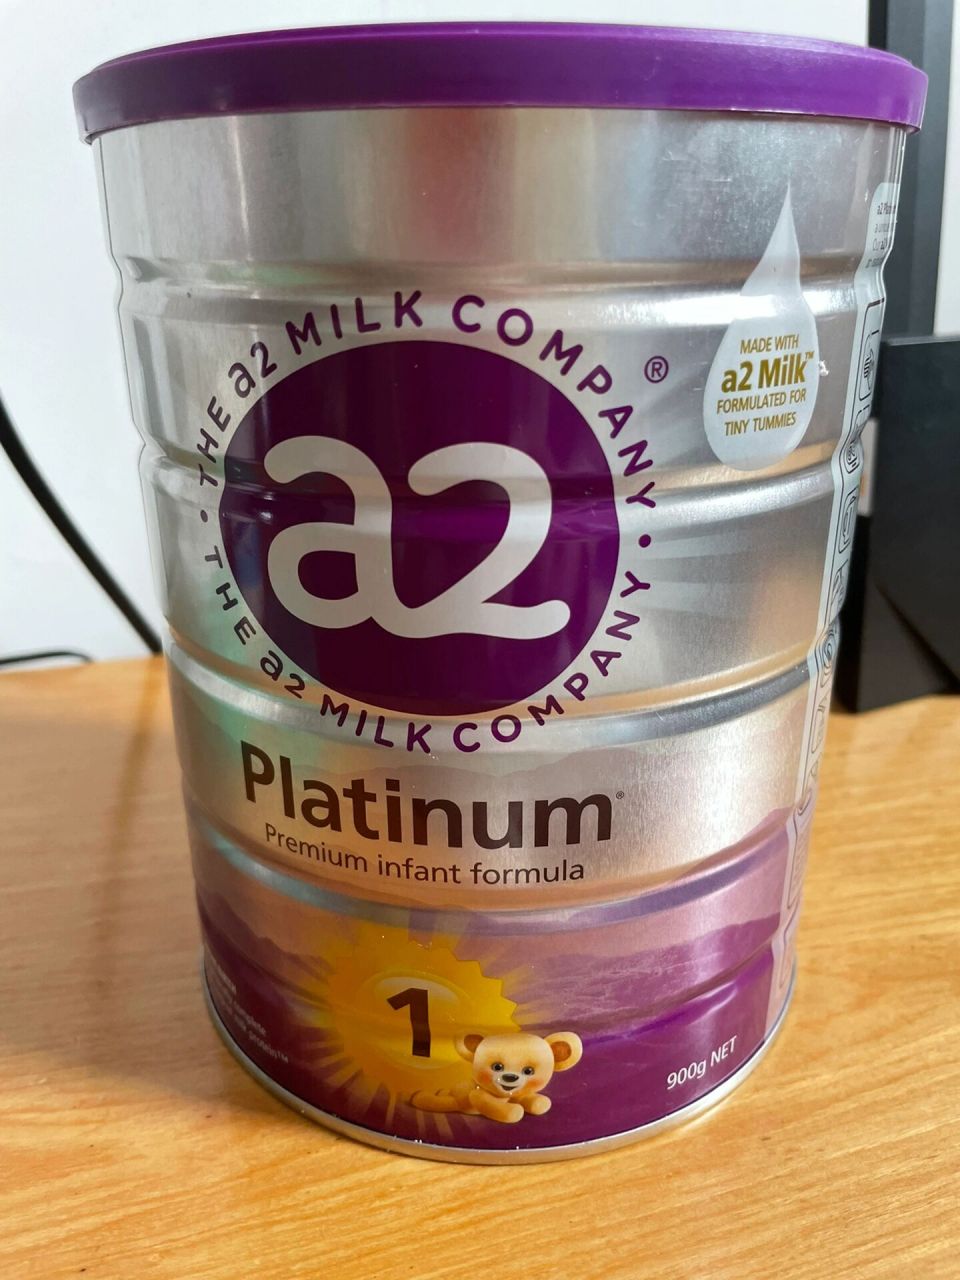 THE a2 MILK COMPANY
®
a2
THE a2 MILK COMPANY
MADE WITH
a2 Milk™
FORMULATED FOR
TINY TUMMIES
Platinum®
Premium infant formula
1
900g NET
protein™